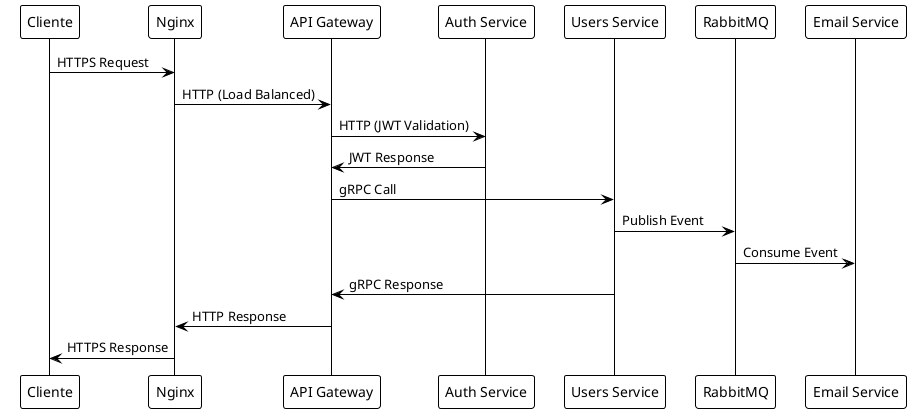 Cliente
Nginx
API Gateway
Auth Service
Users Service
RabbitMQ
Email Service
HTTPS Request
HTTP (Load Balanced)
HTTP (JWT Validation)
JWT Response
gRPC Call
Publish Event
Consume Event
gRPC Response
HTTP Response
HTTPS Response
Cliente
Nginx
API Gateway
Auth Service
Users Service
RabbitMQ
Email Service